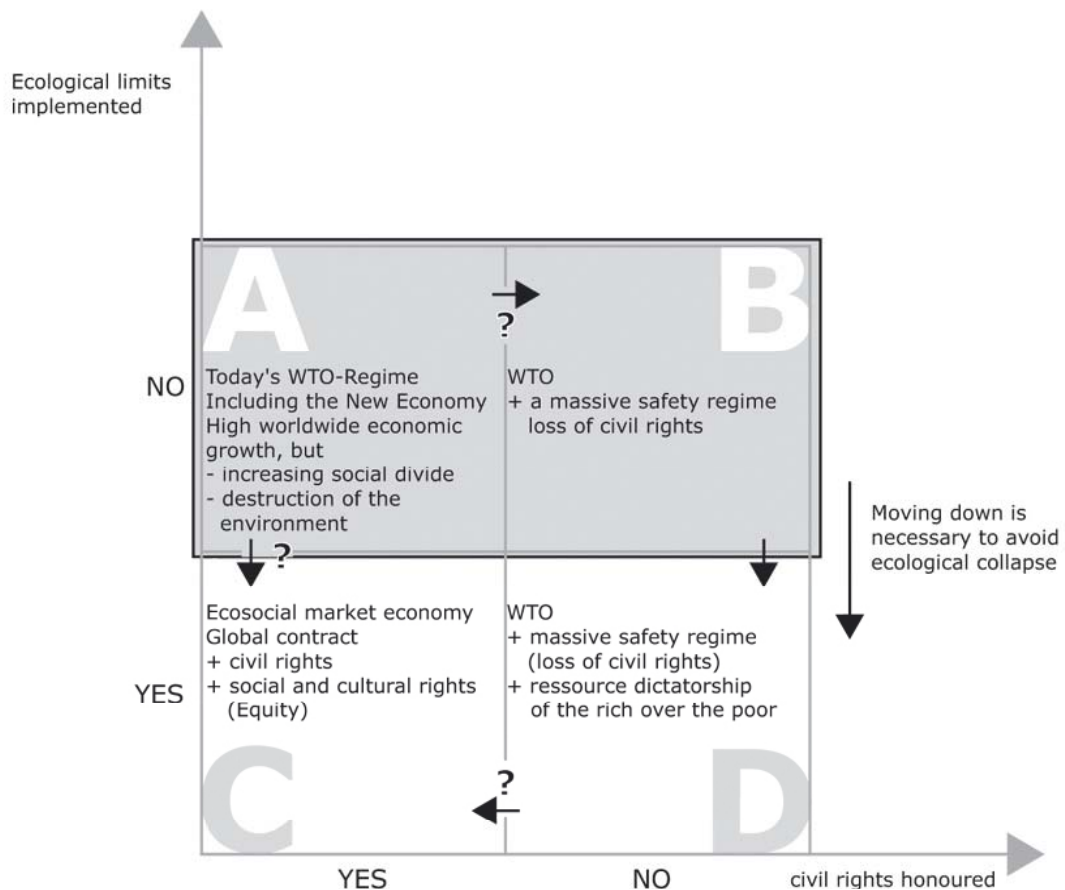 Ecological limits
implemented
A
B
?
NO
Today's WTO-Regime
Including the New Economy
High worldwide economic
growth, but
- increasing social divide
- destruction of the
environment
WTO
+ a massive safety regime
loss of civil rights
?
Moving down is
necessary to avoid
ecological collapse
YES
Ecosocial market economy
Global contract
+ civil rights
+ social and cultural rights
(Equity)
WTO
+ massive safety regime
(loss of civil rights)
+ ressource dictatorship
of the rich over the poor
C
?
D
YES
NO
civil rights honoured